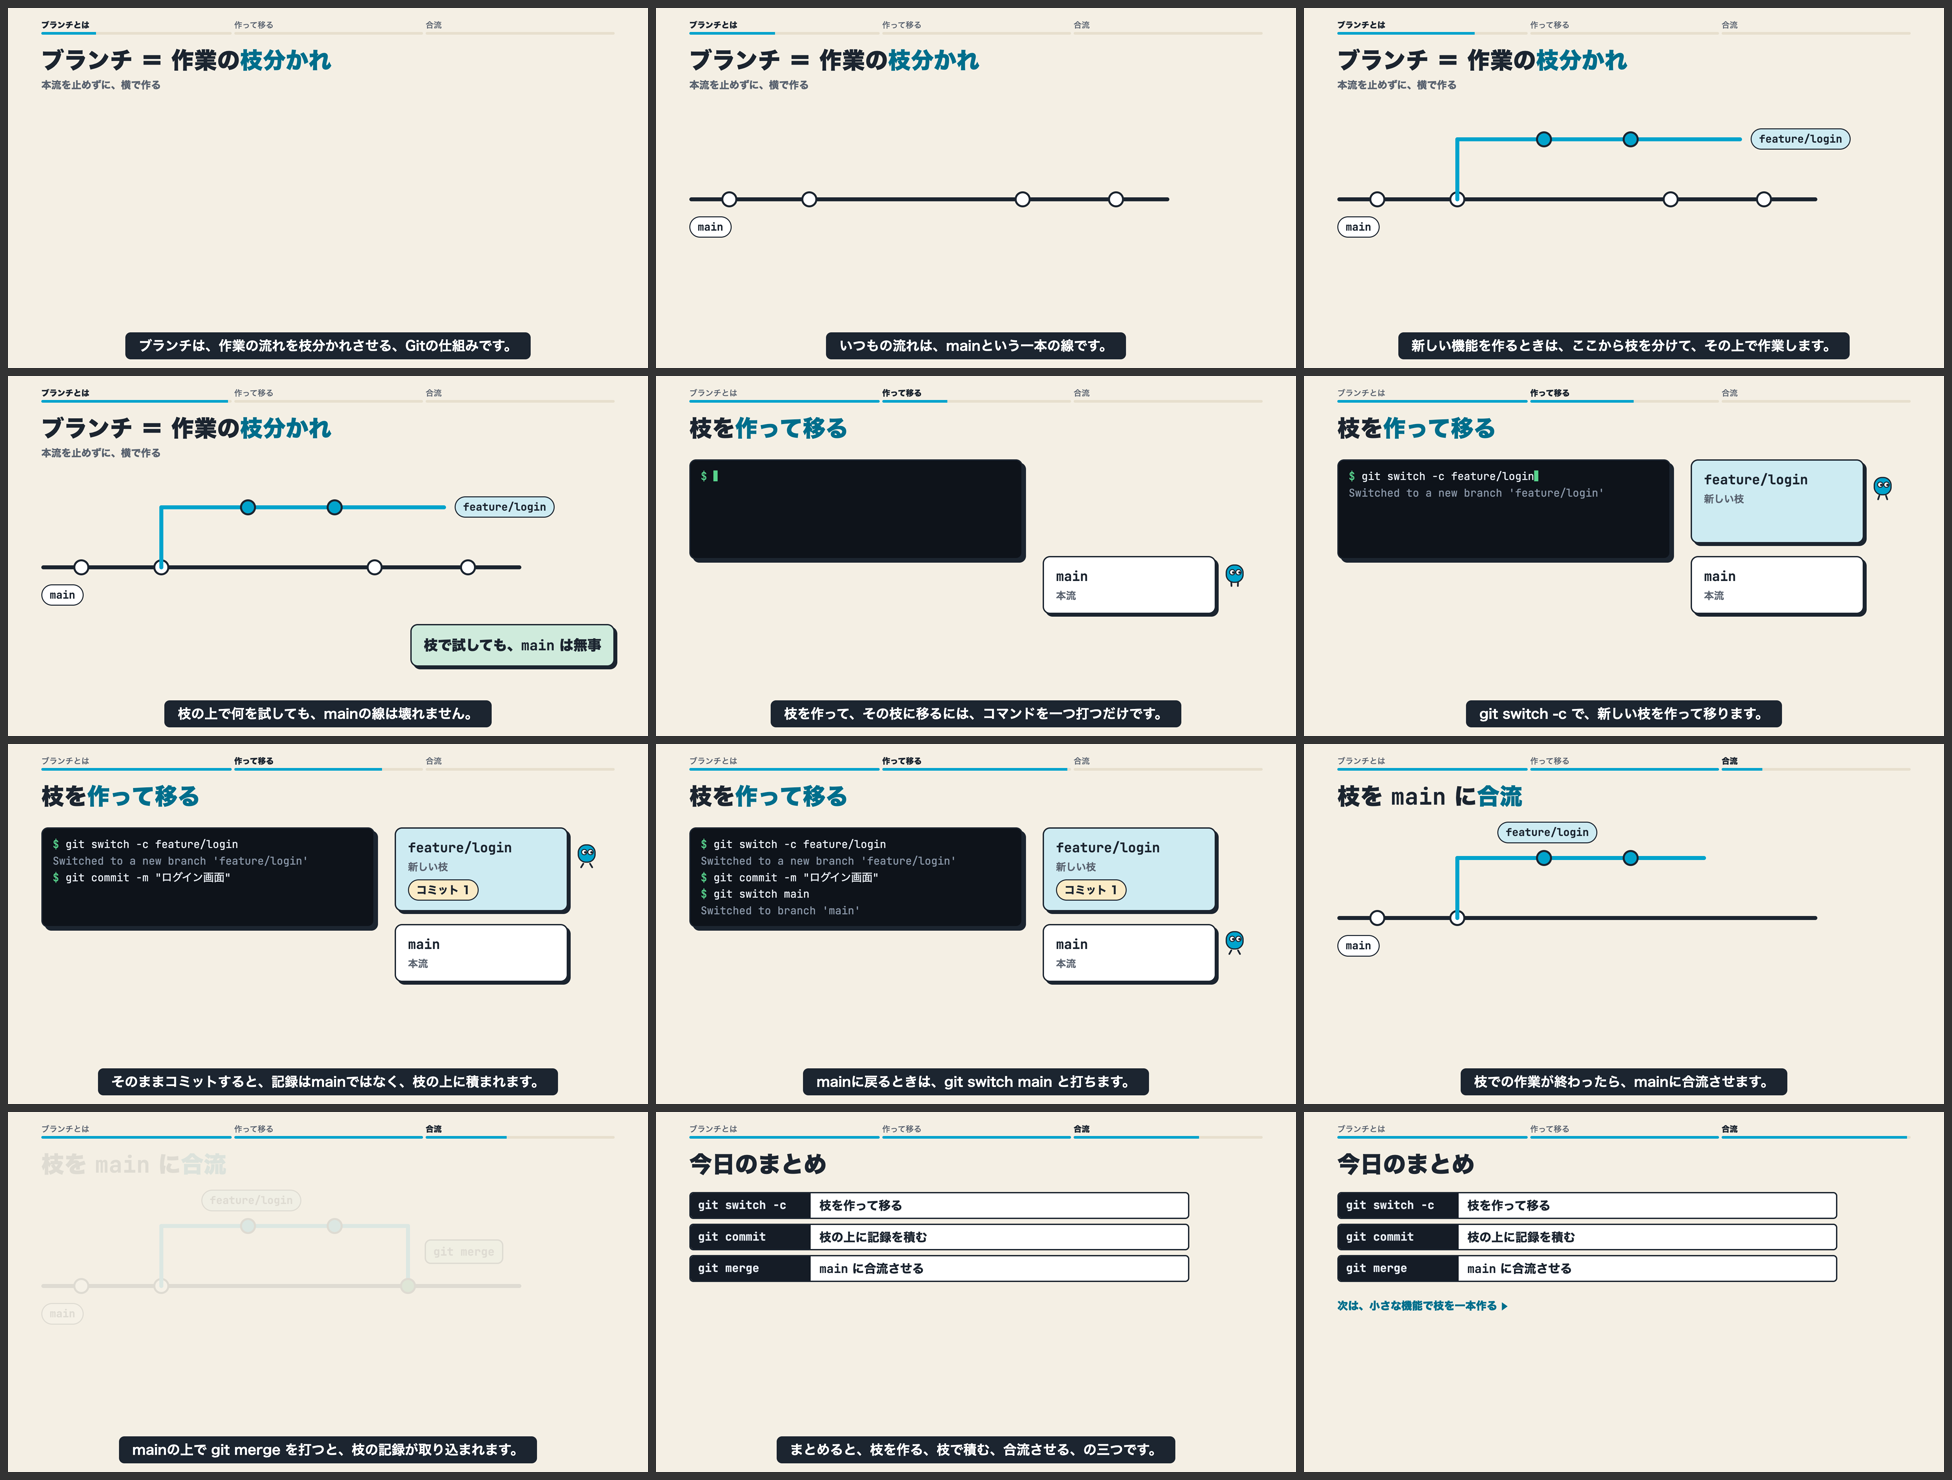 ブランチとは 作って移る 合流
ブランチ = 作業の枝分かれ
本流を止めずに、横で作る
ブランチは、作業の流れを枝分かれさせる、Gitの仕組みです。
ブランチとは 作って移る 合流
ブランチ = 作業の枝分かれ
本流を止めずに、横で作る
main
いつもの流れは、mainという一本の線です。
ブランチとは 作って移る 合流
ブランチ = 作業の枝分かれ
本流を止めずに、横で作る
feature/login
main
新しい機能を作るときは、ここから枝を分けて、その上で作業します。
ブランチとは 作って移る 合流
ブランチ = 作業の枝分かれ
本流を止めずに、横で作る
feature/login
main
枝で試しても、main は無事
枝の上で何を試しても、mainの線は壊れません。
ブランチとは 作って移る 合流
枝を作って移る
$
main
本流
枝を作って、その枝に移るには、コマンドを一つ打つだけです。
ブランチとは 作って移る 合流
枝を作って移る
$ git switch -c feature/login
Switched to a new branch 'feature/login'
feature/login
新しい枝
main
本流
git switch -c で、新しい枝を作って移ります。
ブランチとは 作って移る 合流
枝を作って移る
$ git switch -c feature/login
Switched to a new branch 'feature/login'
$ git commit -m "ログイン画面"
feature/login
新しい枝
コミット 1
main
本流
そのままコミットすると、記録はmainではなく、枝の上に積まれます。
ブランチとは 作って移る 合流
枝を作って移る
$ git switch -c feature/login
Switched to a new branch 'feature/login'
$ git commit -m "ログイン画面"
$ git switch main
Switched to branch 'main'
feature/login
新しい枝
コミット 1
main
本流
mainに戻るときは、git switch main と打ちます。
ブランチとは 作って移る 合流
枝を main に合流
feature/login
main
枝での作業が終わったら、mainに合流させます。
ブランチとは 作って移る 合流
枝を main に合流
feature/login
git merge
main
mainの上で git merge を打つと、枝の記録が取り込まれます。
ブランチとは 作って移る 合流
今日のまとめ
git switch -c 枝を作って移る
git commit 枝の上に記録を積む
git merge main に合流させる
まとめると、枝を作る、枝で積む、合流させる、の三つです。
ブランチとは 作って移る 合流
今日のまとめ
git switch -c 枝を作って移る
git commit 枝の上に記録を積む
git merge main に合流させる
次は、小さな機能で枝を一本作る